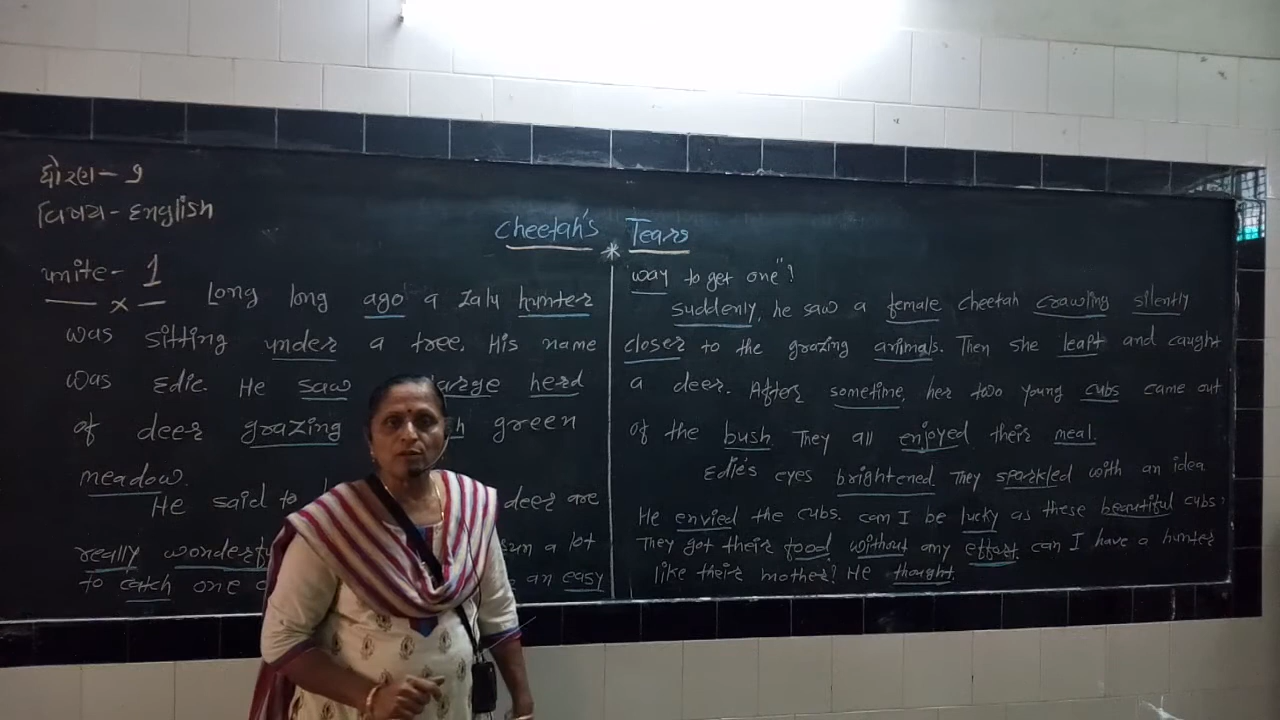 ધોરણ - 9
વિષય - English
unite - 1
Cheetah's Tears
Long long ago a Zalu hunter
was sitting under a tree. His name
was Edie. He saw large herd
of deer grazing green
meadow.
He said to deer are
really a lot
to catch one an easy
way to get one"?
suddenly, he saw a female cheetah crawling silently
closer to the grazing animals. Then she leapt and caught
a deer. After sometime, her two young cubs came out
of the bush. They all enjoyed their meal.
Edie's eyes brightened They sparkled with an idea
He envied the cubs. can I be lucky as these beautiful cubs?
They got their food without any effort. can I have a hunter
like their mother? He thought.